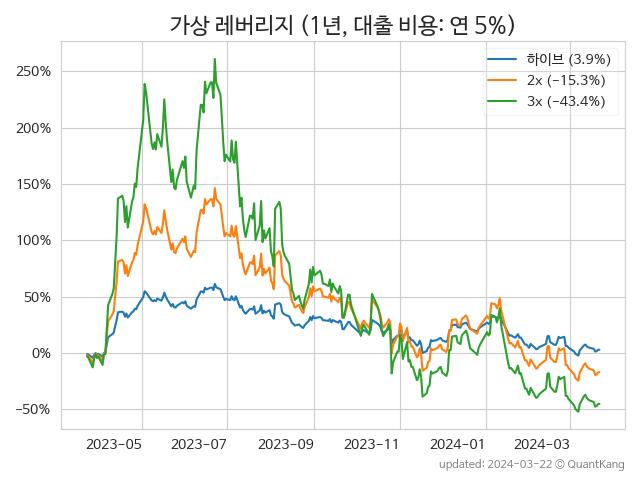 가상 레버리지 (1년, 대출 비용: 연 5%)
하이브 (3.9%)
2x (−15.3%)
3x (−43.4%)
250%
200%
150%
100%
50%
0%
−50%
2023-05 2023-07 2023-09 2023-11 2024-01 2024-03
updated: 2024-03-22 © QuantKang